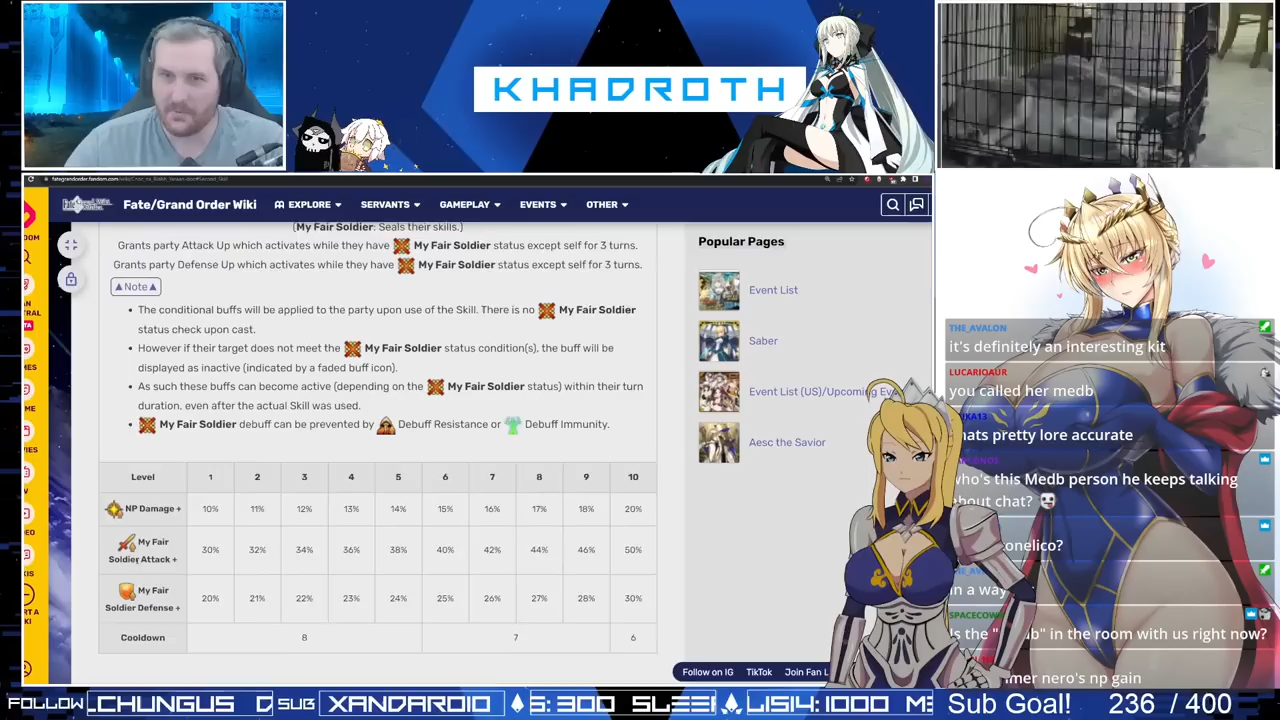 KHADROTH
Fate/Grand Order Wiki
EXPLORE
SERVANTS
GAMEPLAY
EVENTS
OTHER
(My Fair Soldier: Seals their skills.)
Grants party Attack Up which activates while they have My Fair Soldier status except self for 3 turns.
Grants party Defense Up which activates while they have My Fair Soldier status except self for 3 turns.
▲Note▲
The conditional buffs will be applied to the party upon use of the Skill. There is no My Fair Soldier
status check upon cast.
However if their target does not meet the My Fair Soldier status condition(s), the buff will be
displayed as inactive (indicated by a faded buff icon).
As such these buffs can become active (depending on the My Fair Soldier status) within their turn
duration, even after the actual Skill was used.
My Fair Soldier debuff can be prevented by Debuff Resistance or Debuff Immunity.
Level 1 2 3 4 5 6 7 8 9 10
NP Damage + 10% 11% 12% 13% 14% 15% 16% 17% 18% 20%
My Fair
Soldier Attack + 30% 32% 34% 36% 38% 40% 42% 44% 46% 50%
My Fair
Soldier Defense + 20% 21% 22% 23% 24% 25% 26% 27% 28% 30%
Cooldown 8 7 6
Popular Pages
Event List
Saber
Event List (US)/Upcoming
Aesc the Savior
Follow on IG
TikTok
Join Fan
THE_AVALON
it's definitely an interesting kit
LUCARIOAUR
you called her medb
hats pretty lore accurate
who's this Medb person he keeps talking
about chat?
onelico?
in a way
SPACECOW
Is the " b" in the room with us right now?
mer nero's np gain
FOLLOW
CHUNGUS
SUB
XANDAROID
Sub Goal! 236 / 400